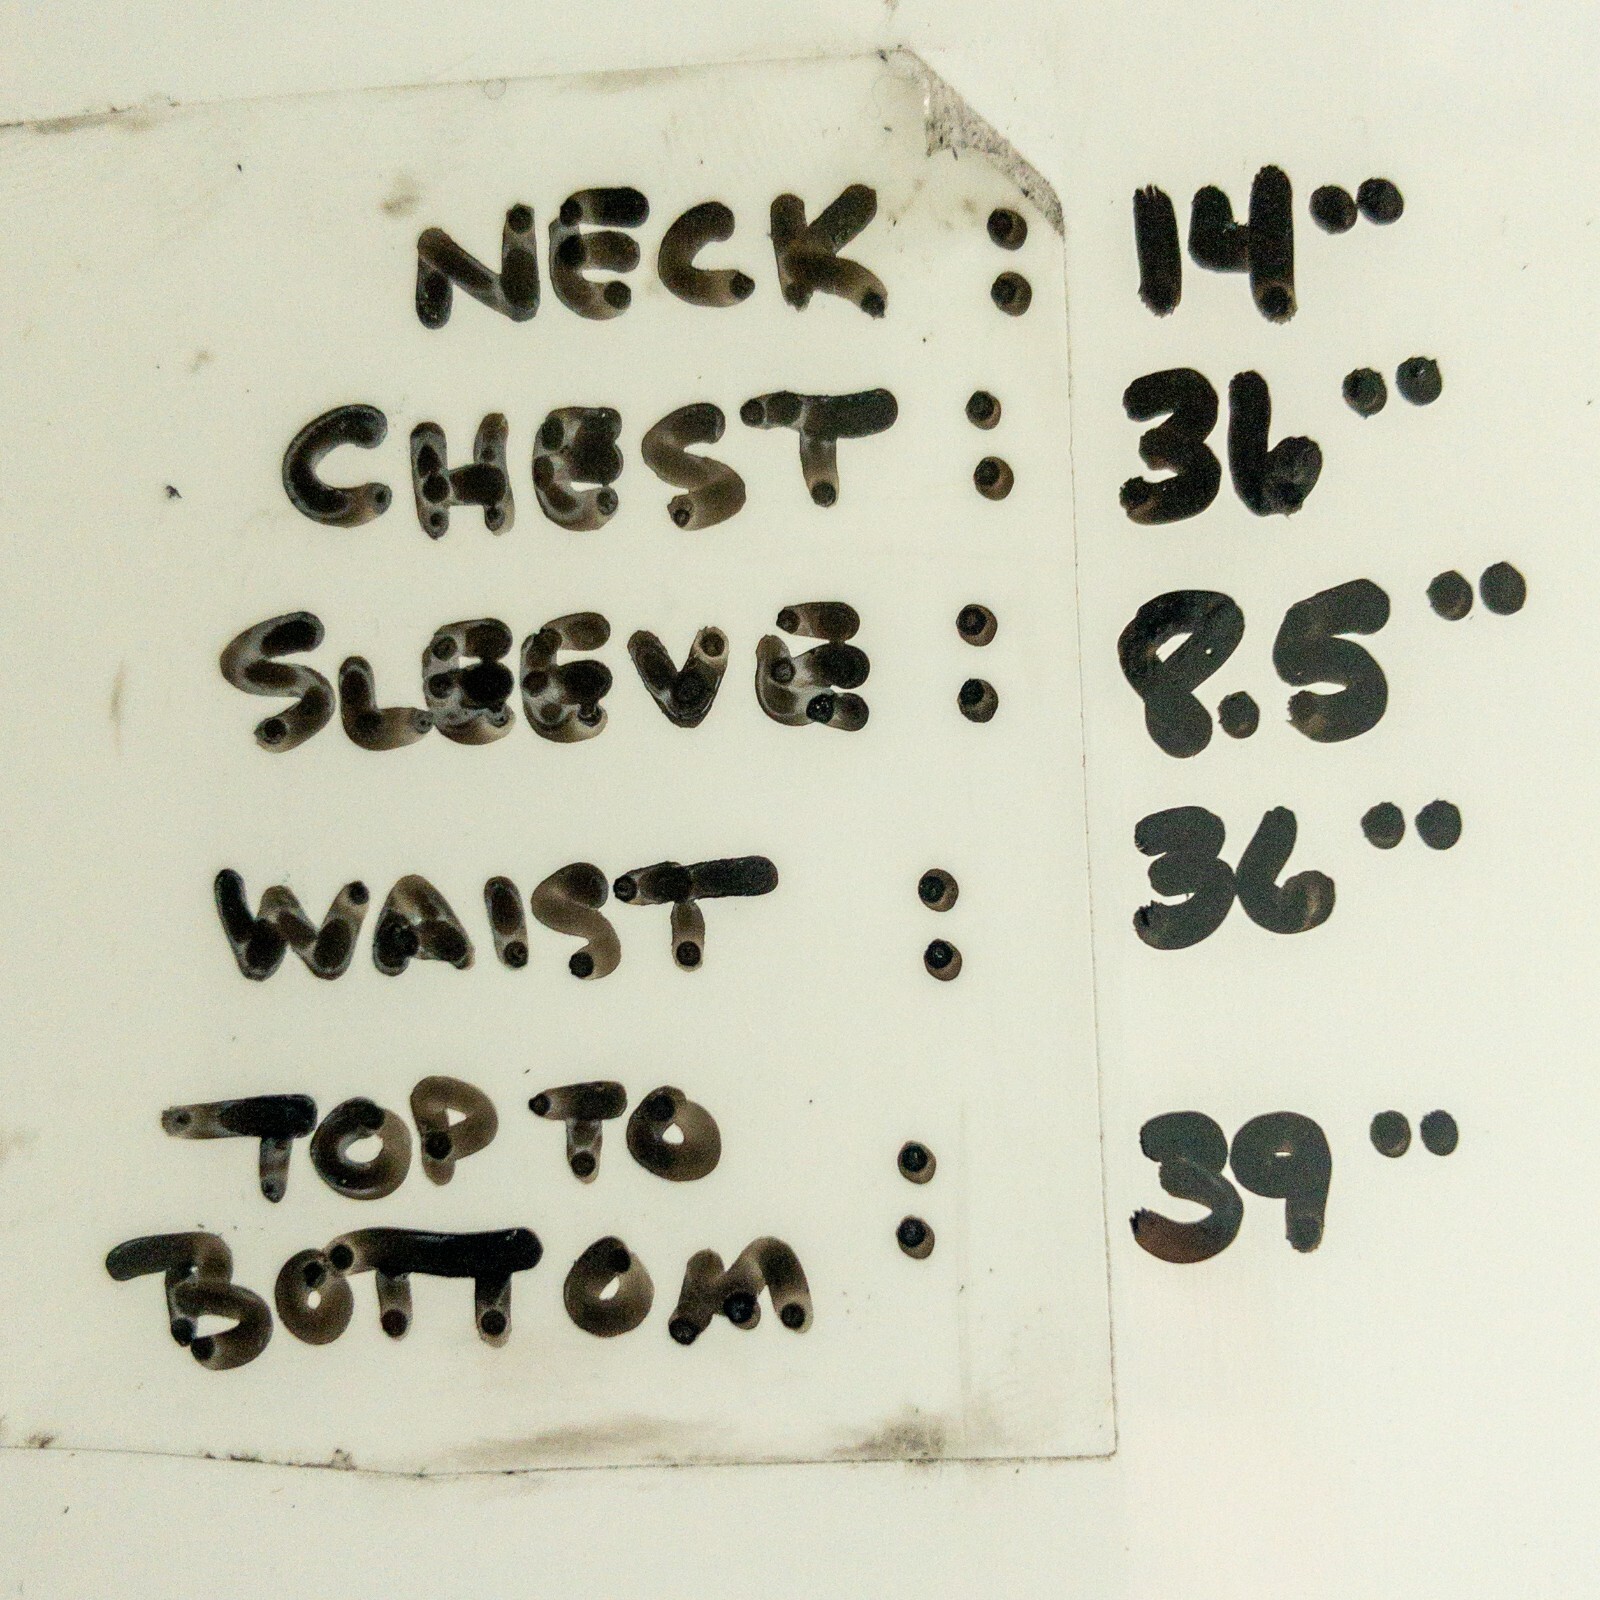 NECK : 14"
CHEST : 36"
SLEEVE : 8.5"
WAIST : 36"
TOP TO : 39"
BOTTOM